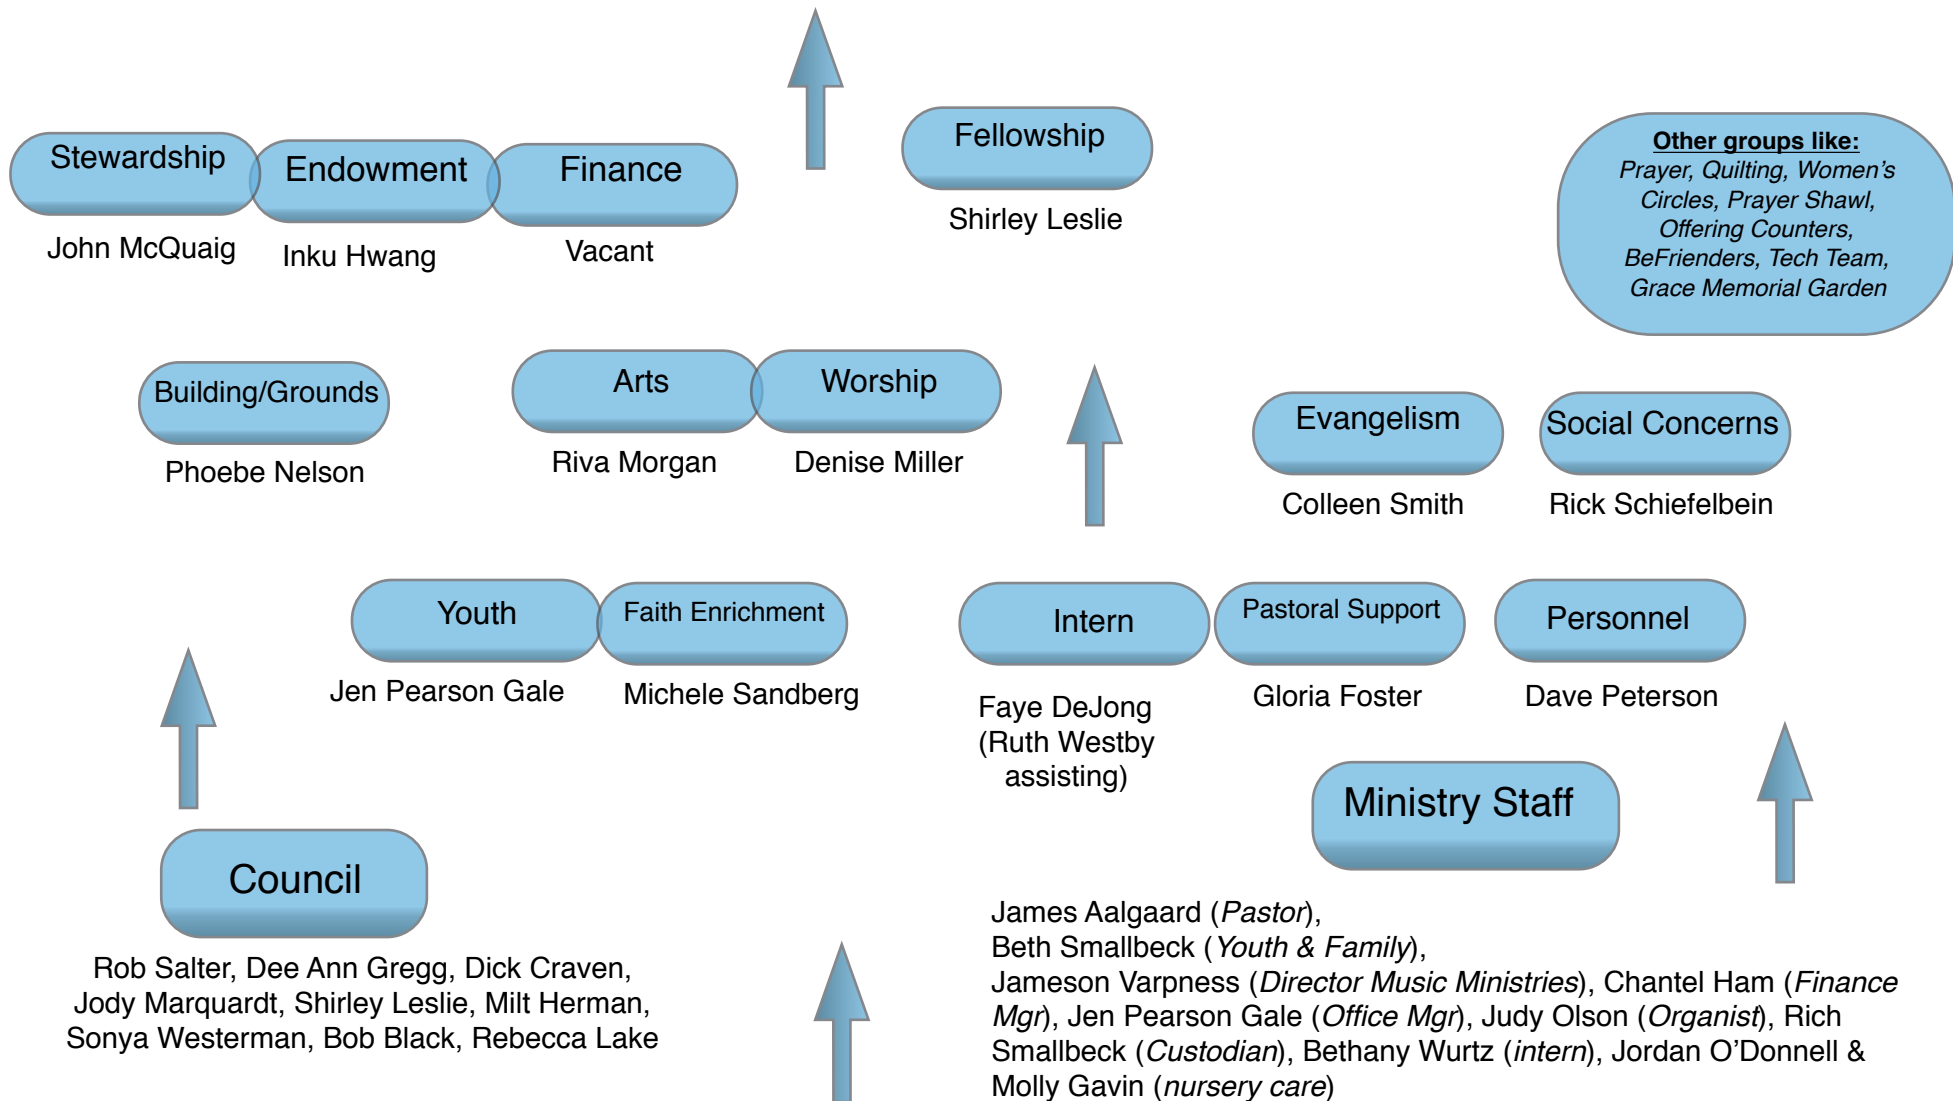 Stewardship
Endowment
Finance
Fellowship
John McQuaig
Inku Hwang
Vacant
Shirley Leslie
Other groups like:
Prayer, Quilting, Women’s
Circles, Prayer Shawl,
Offering Counters,
BeFrienders, Tech Team,
Grace Memorial Garden
Building/Grounds
Arts
Worship
Evangelism
Social Concerns
Phoebe Nelson
Riva Morgan
Denise Miller
Colleen Smith
Rick Schiefelbein
Youth
Faith Enrichment
Intern
Pastoral Support
Personnel
Jen Pearson Gale
Michele Sandberg
Faye DeJong
(Ruth Westby
assisting)
Gloria Foster
Dave Peterson
Council
Rob Salter, Dee Ann Gregg, Dick Craven,
Jody Marquardt, Shirley Leslie, Milt Herman,
Sonya Westerman, Bob Black, Rebecca Lake
Ministry Staff
James Aalgaard (Pastor),
Beth Smallbeck (Youth & Family),
Jameson Varpness (Director Music Ministries), Chantel Ham (Finance
Mgr), Jen Pearson Gale (Office Mgr), Judy Olson (Organist), Rich
Smallbeck (Custodian), Bethany Wurtz (intern), Jordan O’Donnell &
Molly Gavin (nursery care)